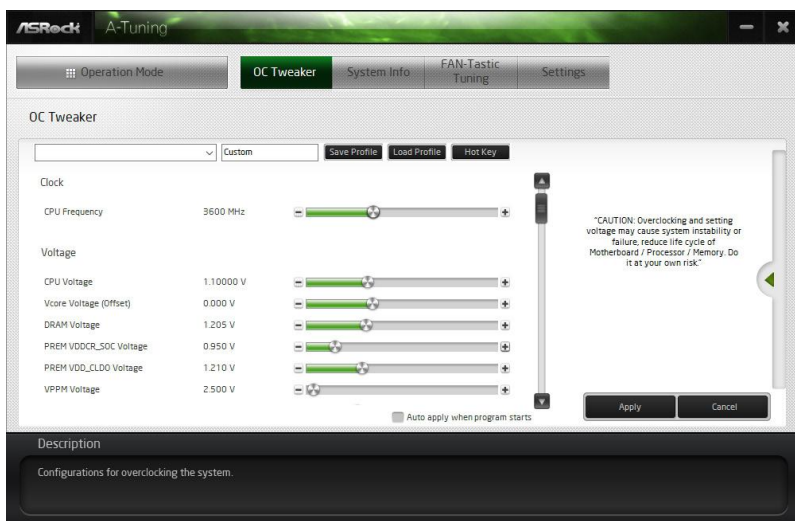 ASRock A-Tuning
Operation Mode
OC Tweaker
System Info
FAN-Tastic
Tuning
Settings
OC Tweaker
Custom
Save Profile
Load Profile
Hot Key
Clock
CPU Frequency 3600 MHz
Voltage
CPU Voltage 1.10000 V
Vcore Voltage (Offset) 0.000 V
DRAM Voltage 1.205 V
PREM VDDCR_SOC Voltage 0.950 V
PREM VDD_CLDO Voltage 1.210 V
VPPM Voltage 2.500 V
Auto apply when program starts
"CAUTION: Overclocking and setting
voltage may cause system instability or
failure, reduce life cycle of
Motherboard / Processor / Memory. Do
it at your own risk."
Apply
Cancel
Description
Configurations for overclocking the system.